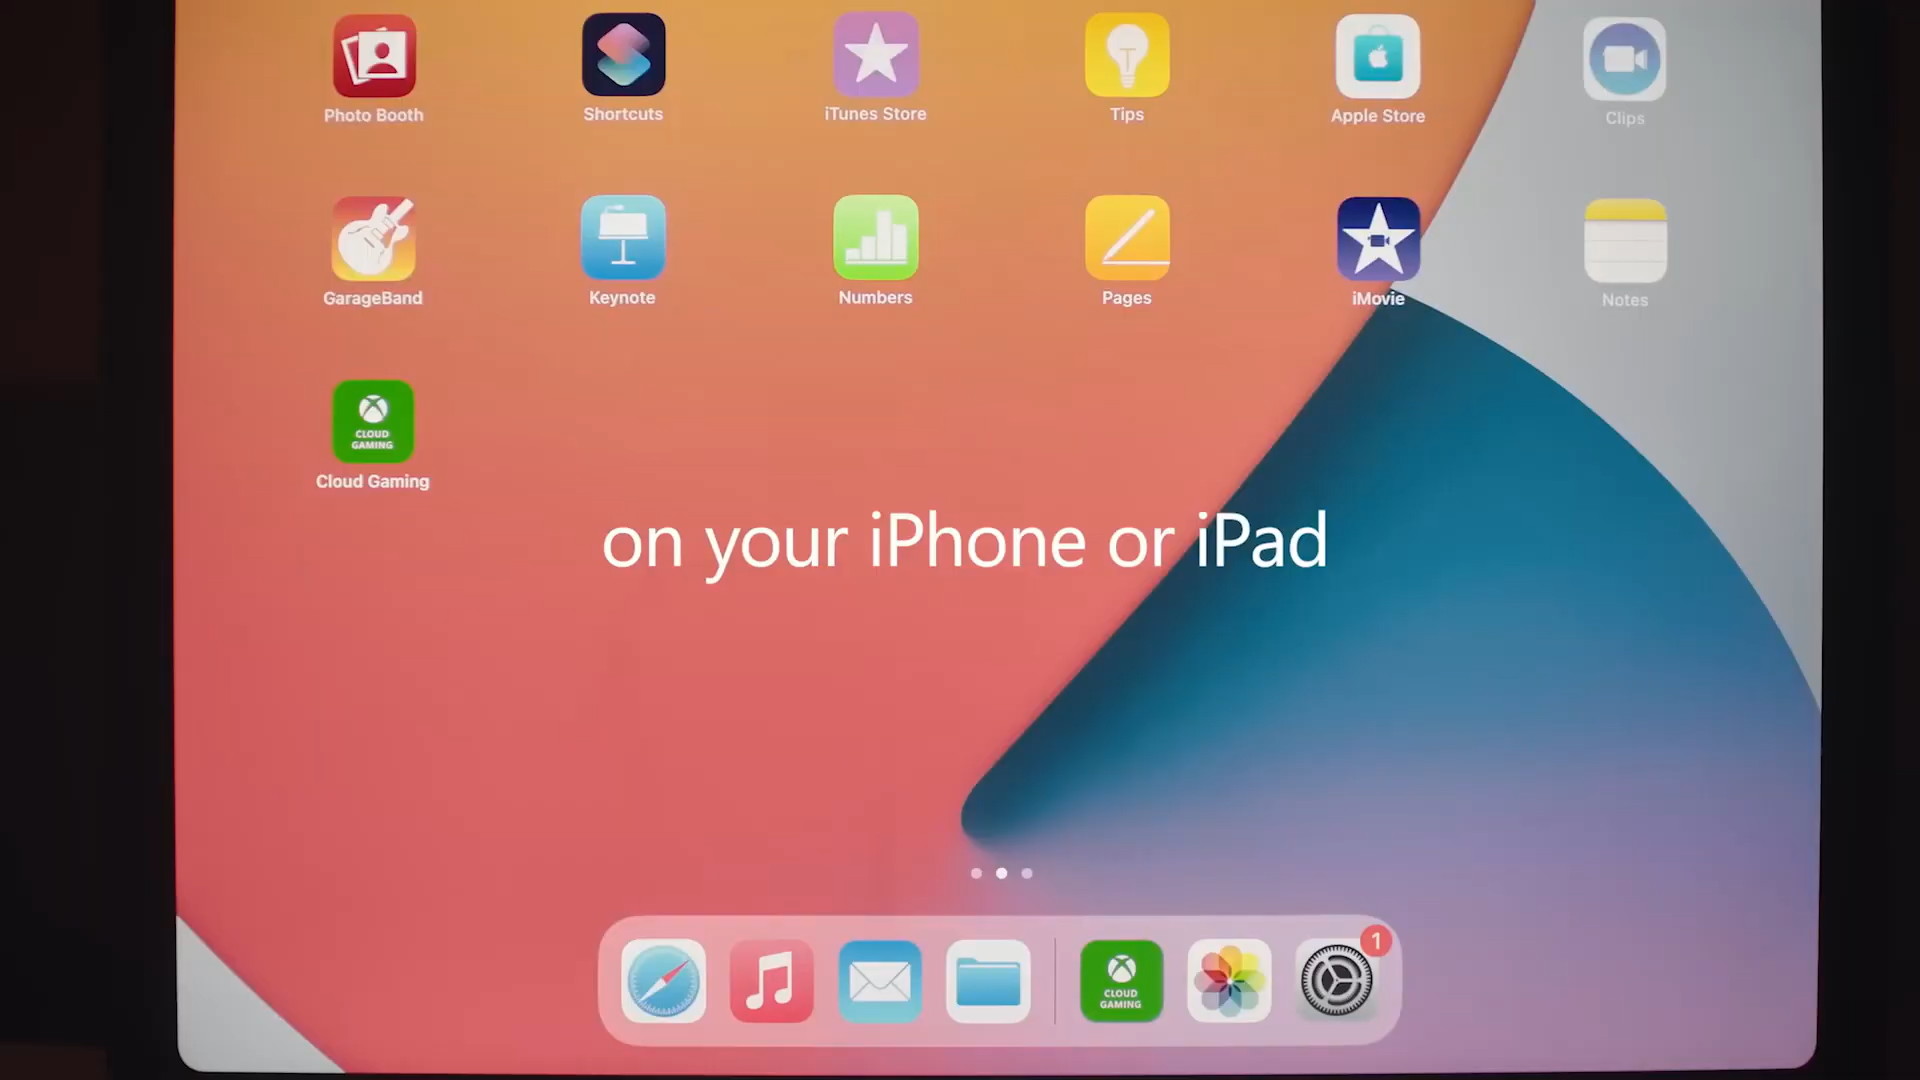 Photo Booth
Shortcuts
iTunes Store
Tips
Apple Store
Clips
GarageBand
Keynote
Numbers
Pages
iMovie
Notes
CLOUD
GAMING
Cloud Gaming
on your iPhone or iPad
CLOUD
GAMING
1